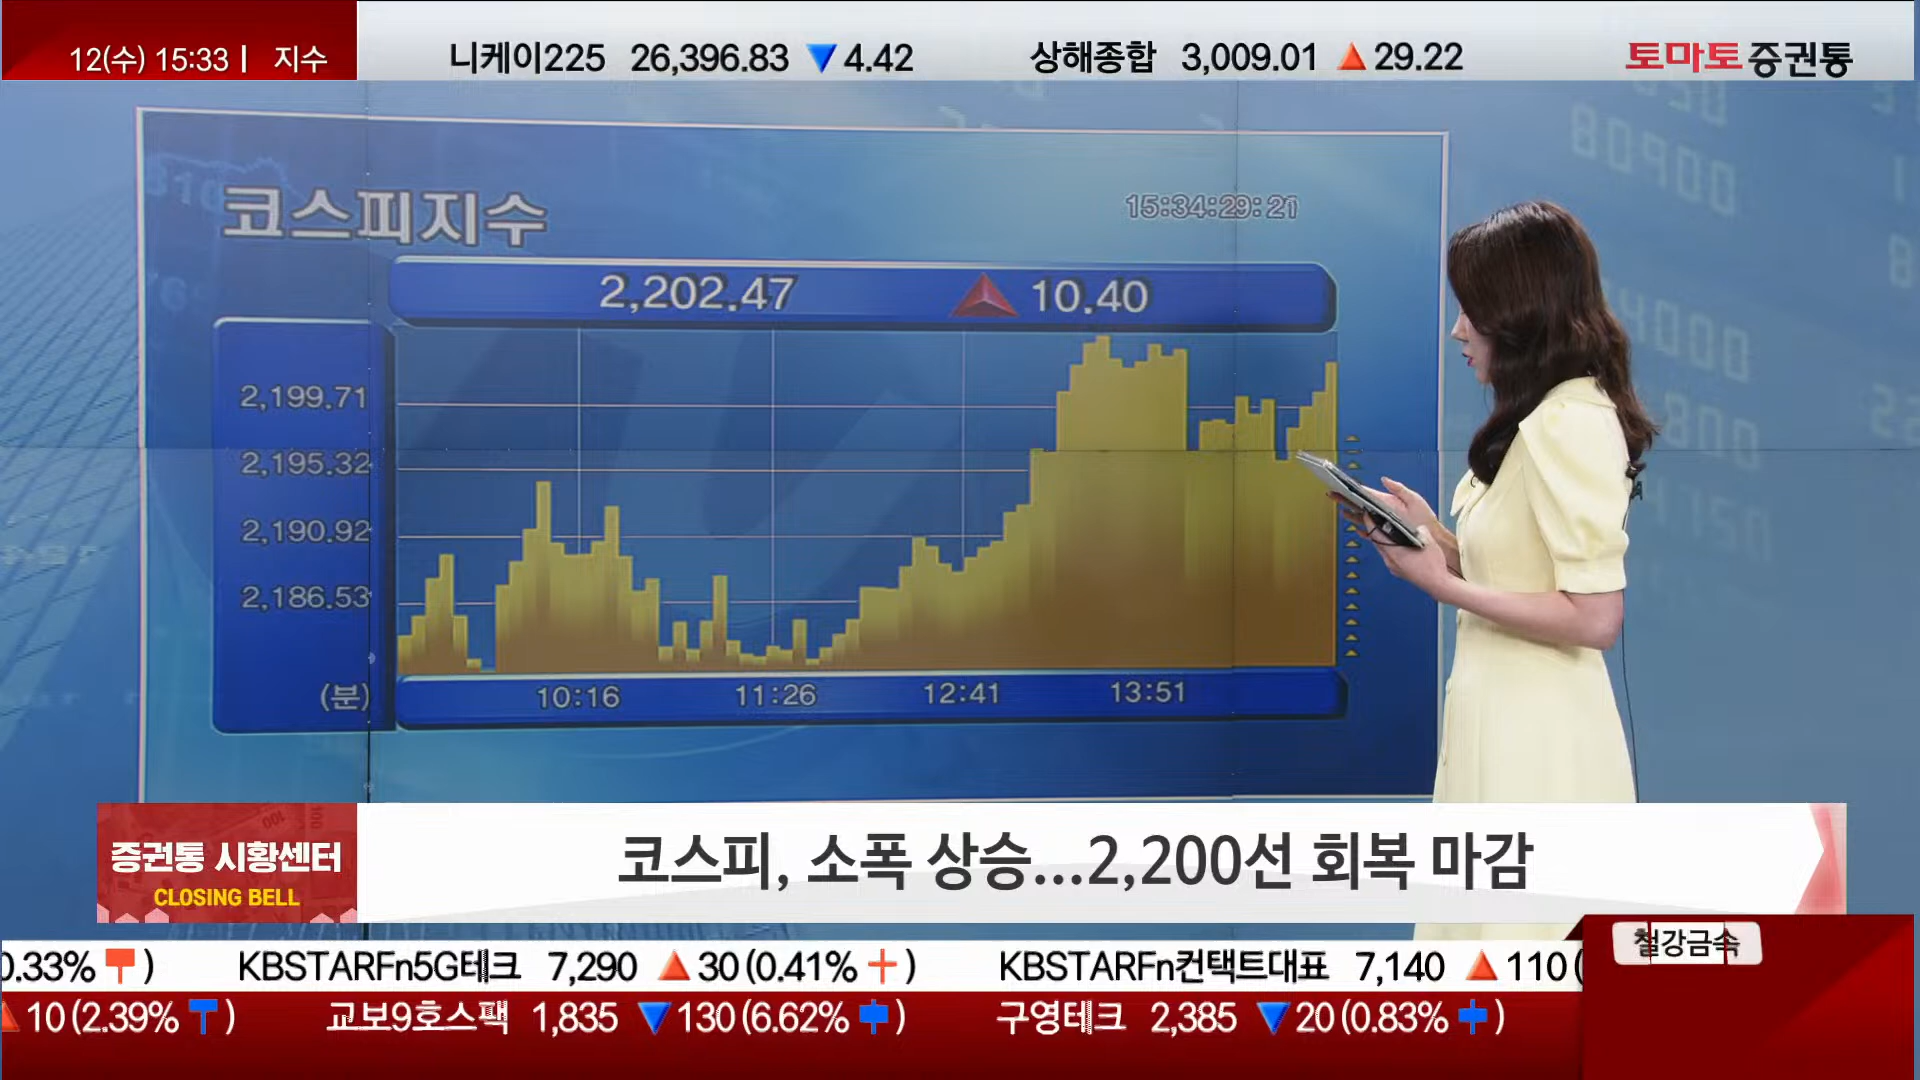 12(수) 15:33 | 지수
니케이225 26,396.83 ▼ 4.42 상해종합 3,009.01 ▲ 29.22
토마토증권통
코스피지수
15:34:29:21
2,202.47 ▲ 10.40
2,199.71
2,195.32
2,190.92
2,186.53
(분) 10:16 11:26 12:41 13:51
증권통 시황센터
CLOSING BELL
코스피, 소폭 상승...2,200선 회복 마감
철강금속
0.33% ) KBSTARFn5G테크 7,290 ▲ 30(0.41% ) KBSTARFn컨택트대표 7,140 ▲ 110(
▲ 10(2.39% ) 교보9호스팩 1,835 ▼ 130(6.62% ) 구영테크 2,385 ▼ 20(0.83% )